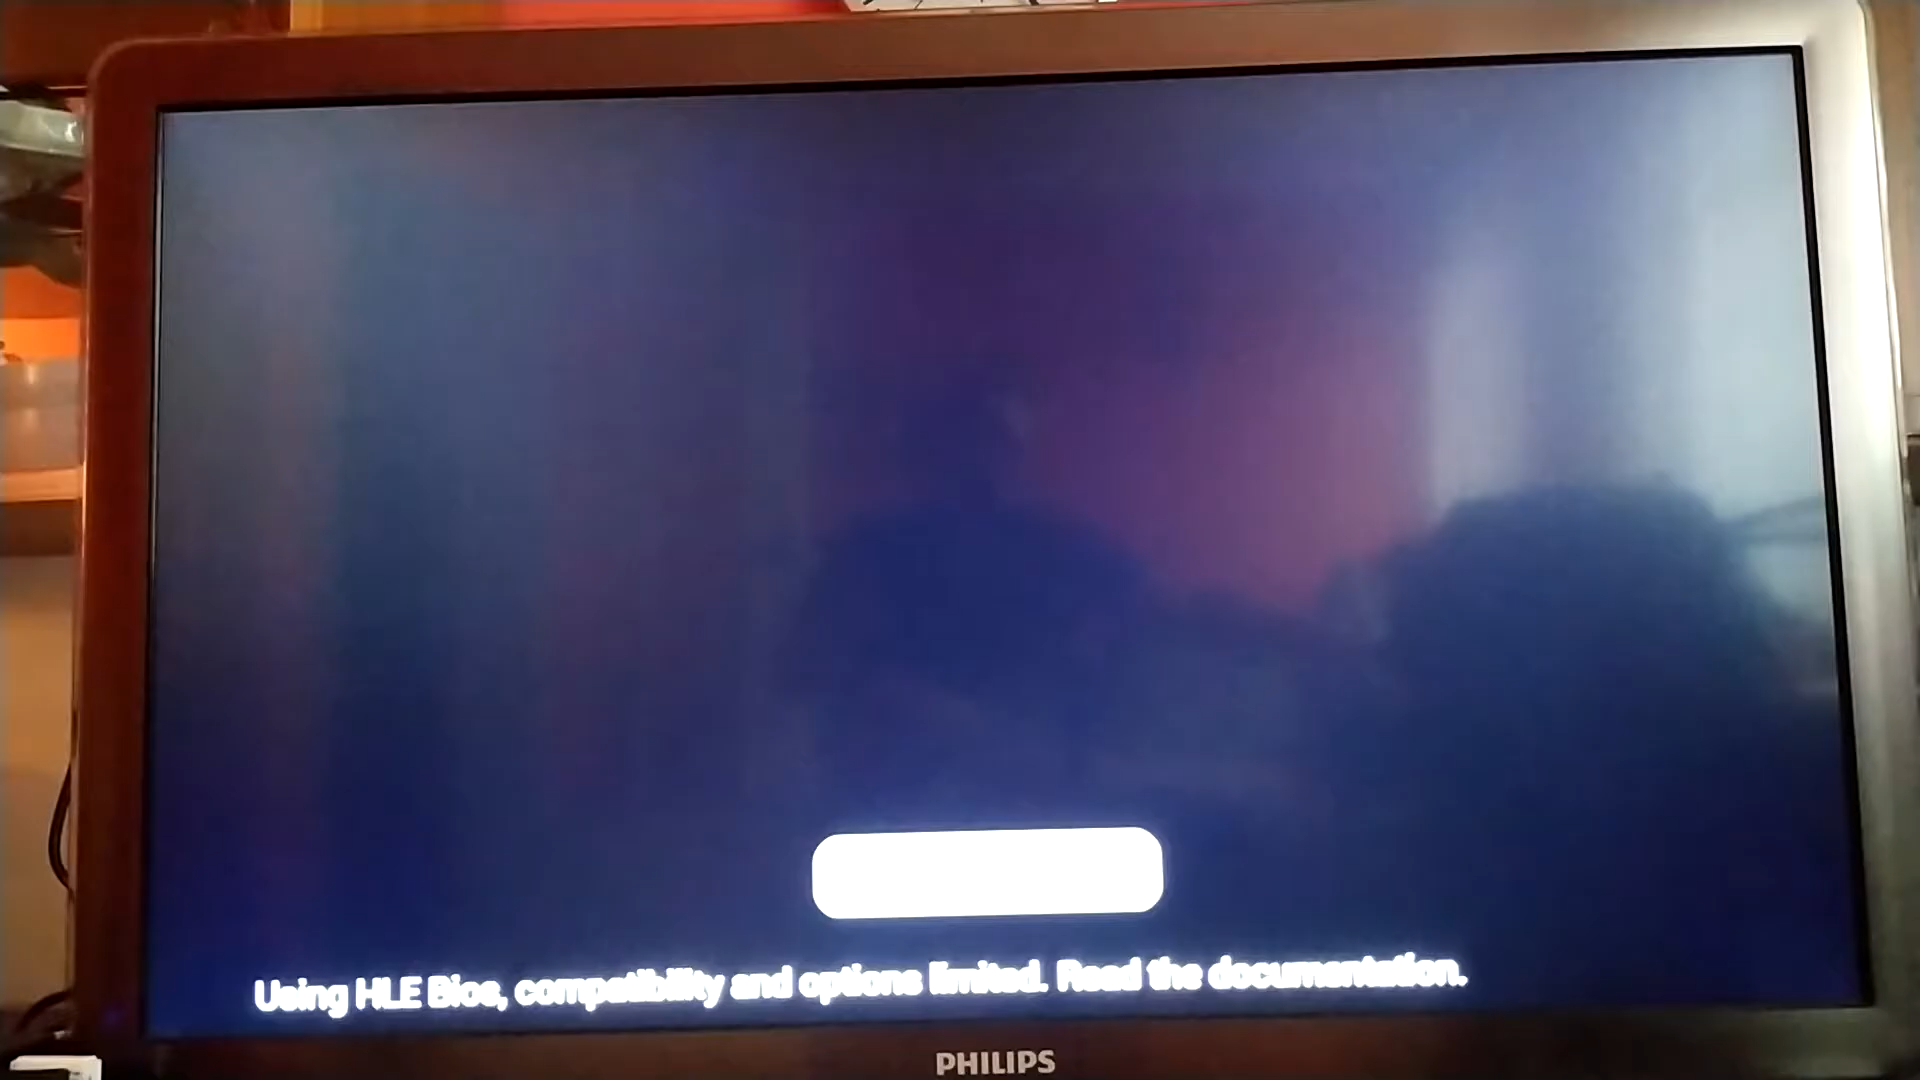 Using HLE Bios, compatibility and options limited. Read the documentation.
PHILIPS